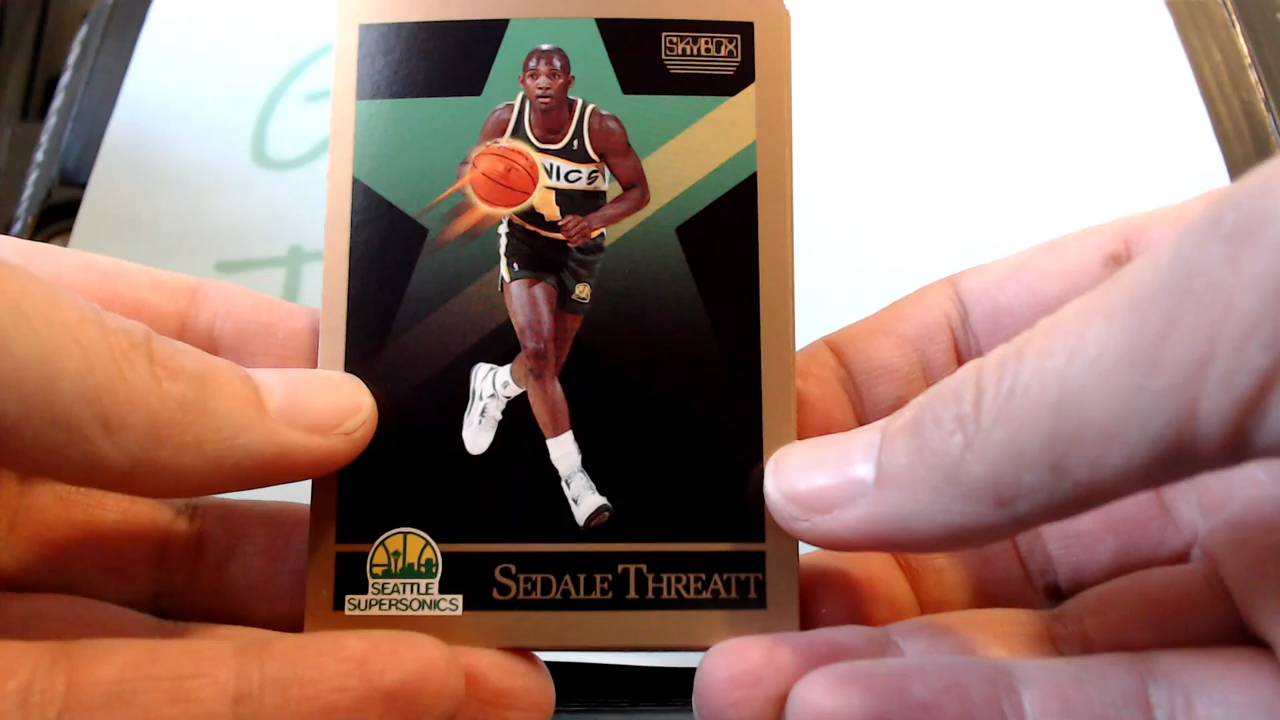 SKYBOX
NICS
SEATTLE
SUPERSONICS
SEDALE THREATT